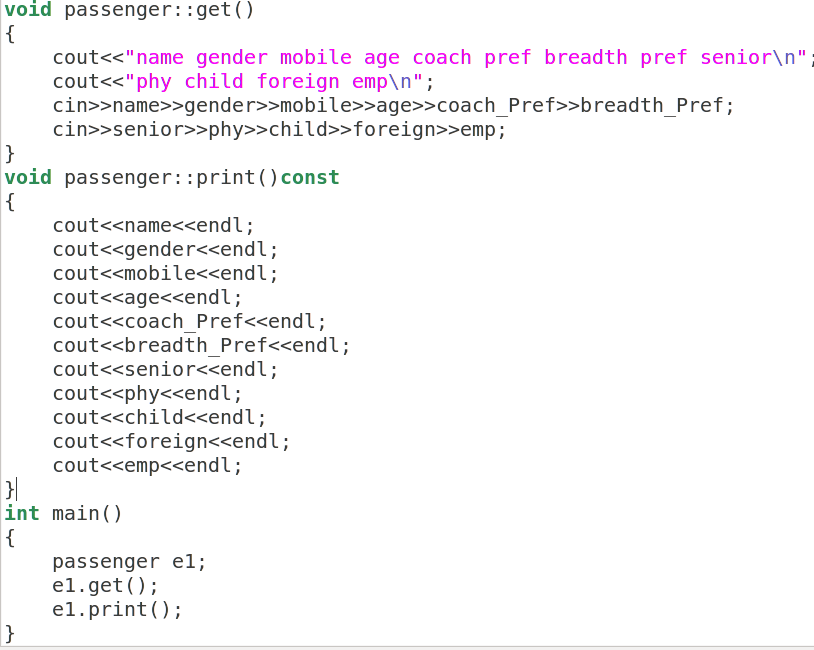 void passenger::get()
{
    cout<<"name gender mobile age coach pref breadth pref senior\n";
    cout<<"phy child foreign emp\n";
    cin>>name>>gender>>mobile>>age>>coach_Pref>>breadth_Pref;
    cin>>senior>>phy>>child>>foreign>>emp;
}
void passenger::print()const
{
    cout<<name<<endl;
    cout<<gender<<endl;
    cout<<mobile<<endl;
    cout<<age<<endl;
    cout<<coach_Pref<<endl;
    cout<<breadth_Pref<<endl;
    cout<<senior<<endl;
    cout<<phy<<endl;
    cout<<child<<endl;
    cout<<foreign<<endl;
    cout<<emp<<endl;
}
int main()
{
    passenger e1;
    e1.get();
    e1.print();
}